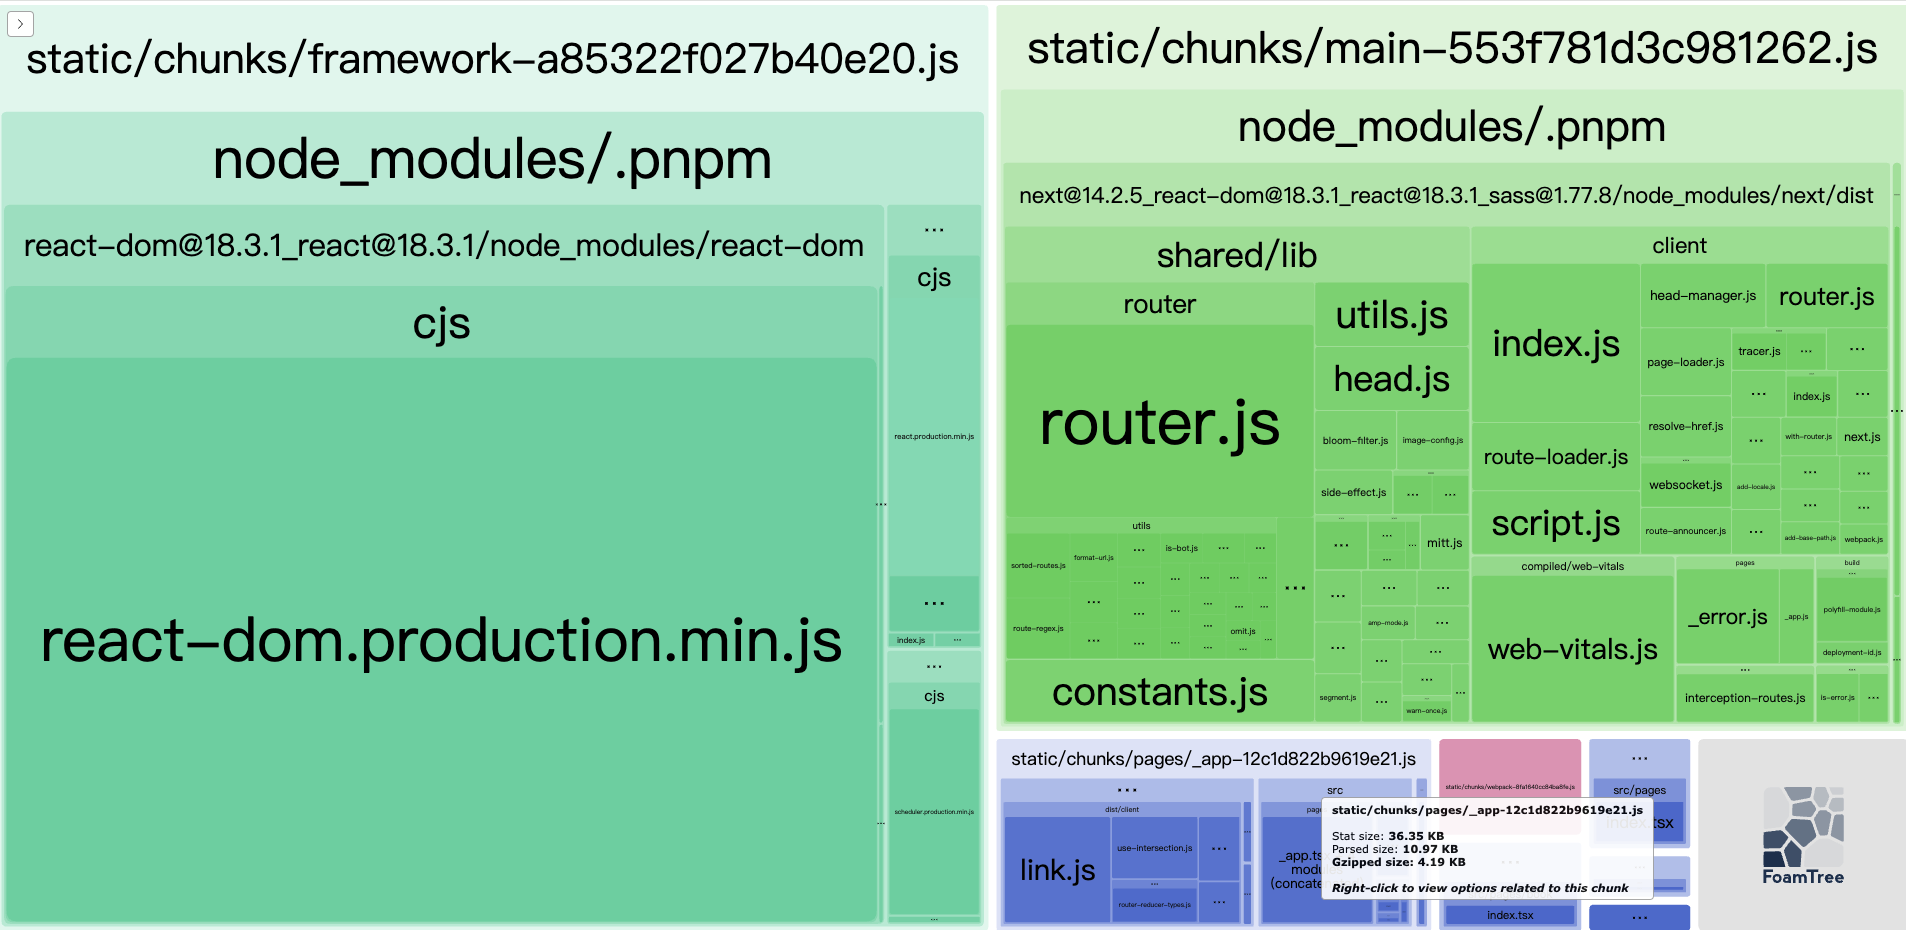 static/chunks/framework-a85322f027b40e20.js
node_modules/.pnpm
react-dom@18.3.1_react@18.3.1/node_modules/react-dom
cjs
react-dom.production.min.js
...
...
cjs
react.production.min.js
...
index.js
...
...
cjs
scheduler.production.min.js
...
...
static/chunks/main-553f781d3c981262.js
node_modules/.pnpm
next@14.2.5_react-dom@18.3.1_react@18.3.1_sass@1.77.8/node_modules/next/dist
shared/lib
router
router.js
utils
sorted-routes.js
format-url.js
is-bot.js
route-regex.js
omit.js
constants.js
utils.js
head.js
bloom-filter.js
image-config.js
side-effect.js
mitt.js
amp-mode.js
segment.js
warn-once.js
client
index.js
head-manager.js
router.js
page-loader.js
tracer.js
index.js
resolve-href.js
with-router.js
next.js
route-loader.js
websocket.js
add-locale.js
script.js
route-announcer.js
add-base-path.js
webpack.js
compiled/web-vitals
web-vitals.js
pages
_error.js
_app.js
build
polyfill-module.js
deployment-id.js
interception-routes.js
is-error.js
static/chunks/pages/_app-12c1d822b9619e21.js
...
dist/client
link.js
use-intersection.js
router-reducer-types.js
src
_app.ts
(concate
static/chunks/webpack-8fa1640cc84ba8fe.js
static/chunks/pages/_app-12c1d822b9619e21.js
Stat size: 36.35 KB
Parsed size: 10.97 KB
Gzipped size: 4.19 KB
Right-click to view options related to this chunk
index.tsx
...
src/pages
index.tsx
...
FoamTree